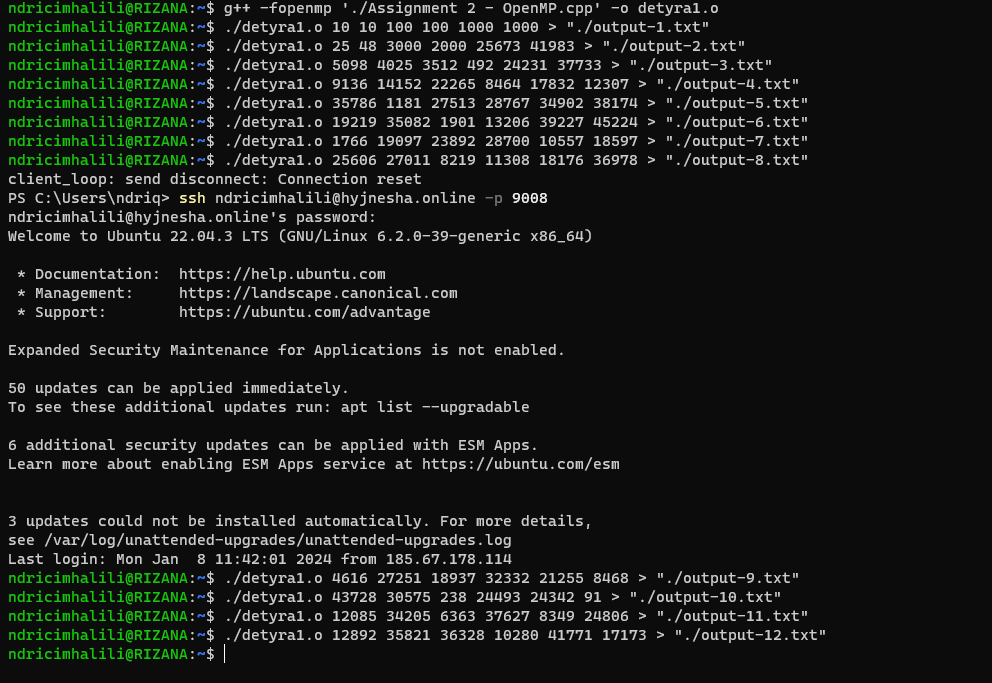 ndricimhalili@RIZANA:~$ g++ -fopenmp './Assignment 2 - OpenMP.cpp' -o detyra1.o
ndricimhalili@RIZANA:~$ ./detyra1.o 10 10 100 100 1000 1000 > "./output-1.txt"
ndricimhalili@RIZANA:~$ ./detyra1.o 25 48 3000 2000 25673 41983 > "./output-2.txt"
ndricimhalili@RIZANA:~$ ./detyra1.o 5098 4025 3512 492 24231 37733 > "./output-3.txt"
ndricimhalili@RIZANA:~$ ./detyra1.o 9136 14152 22265 8464 17832 12307 > "./output-4.txt"
ndricimhalili@RIZANA:~$ ./detyra1.o 35786 1181 27513 28767 34902 38174 > "./output-5.txt"
ndricimhalili@RIZANA:~$ ./detyra1.o 19219 35082 1901 13206 39227 45224 > "./output-6.txt"
ndricimhalili@RIZANA:~$ ./detyra1.o 1766 19097 23892 28700 10557 18597 > "./output-7.txt"
ndricimhalili@RIZANA:~$ ./detyra1.o 25606 27011 8219 11308 18176 36978 > "./output-8.txt"
client_loop: send disconnect: Connection reset
PS C:\Users\ndriq> ssh ndricimhalili@hyjnesha.online -p 9008
ndricimhalili@hyjnesha.online's password:
Welcome to Ubuntu 22.04.3 LTS (GNU/Linux 6.2.0-39-generic x86_64)
* Documentation:  https://help.ubuntu.com
* Management:     https://landscape.canonical.com
* Support:        https://ubuntu.com/advantage
Expanded Security Maintenance for Applications is not enabled.
50 updates can be applied immediately.
To see these additional updates run: apt list --upgradable
6 additional security updates can be applied with ESM Apps.
Learn more about enabling ESM Apps service at https://ubuntu.com/esm
3 updates could not be installed automatically. For more details,
see /var/log/unattended-upgrades/unattended-upgrades.log
Last login: Mon Jan  8 11:42:01 2024 from 185.67.178.114
ndricimhalili@RIZANA:~$ ./detyra1.o 4616 27251 18937 32332 21255 8468 > "./output-9.txt"
ndricimhalili@RIZANA:~$ ./detyra1.o 43728 30575 238 24493 24342 91 > "./output-10.txt"
ndricimhalili@RIZANA:~$ ./detyra1.o 12085 34205 6363 37627 8349 24806 > "./output-11.txt"
ndricimhalili@RIZANA:~$ ./detyra1.o 12892 35821 36328 10280 41771 17173 > "./output-12.txt"
ndricimhalili@RIZANA:~$